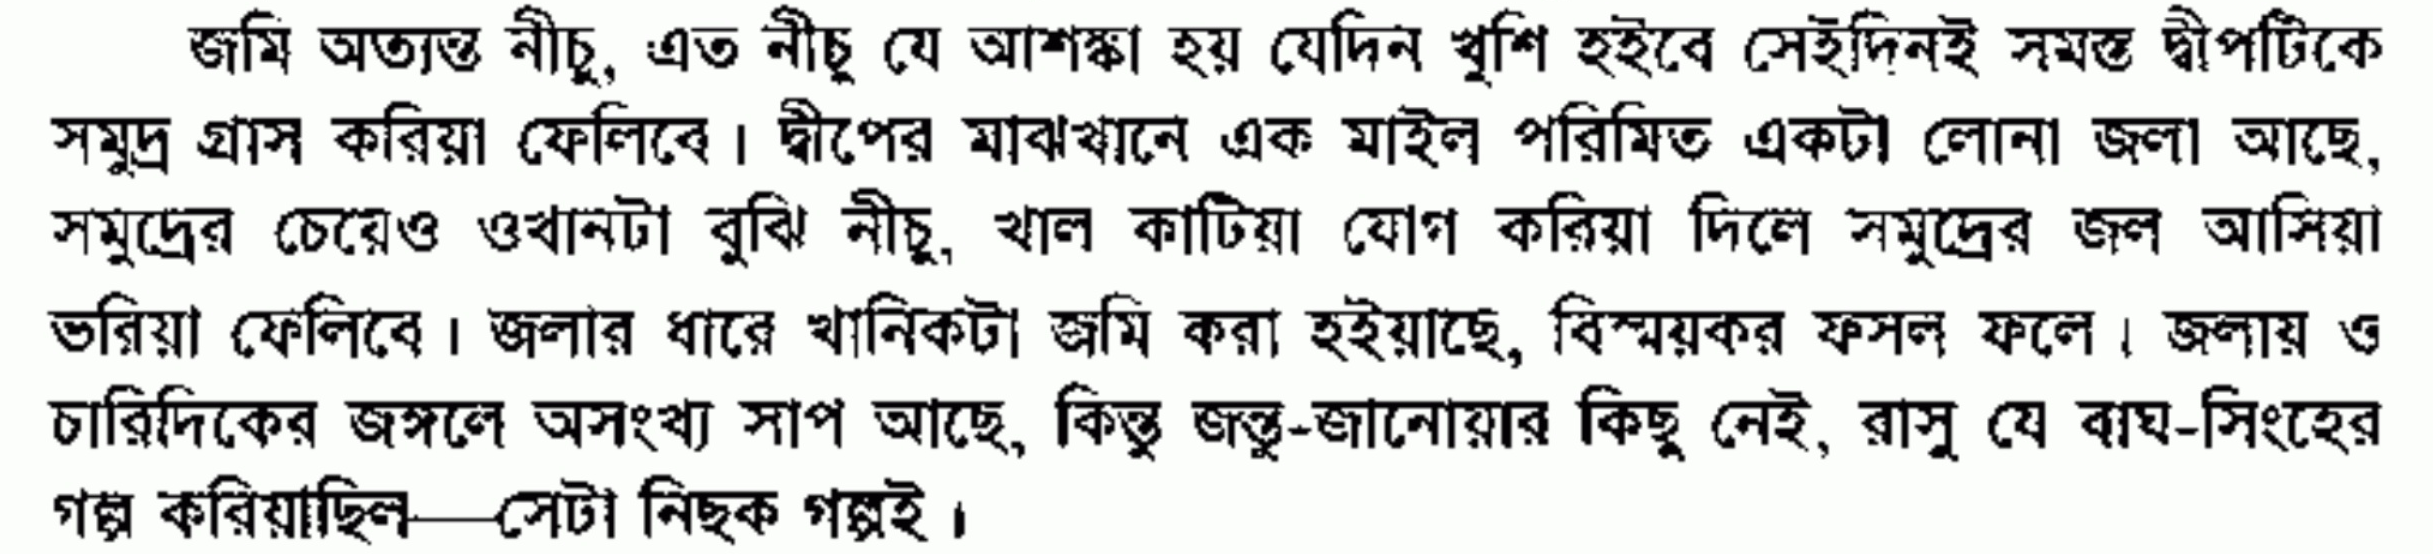 জমি অত্যন্ত নীচু, এত নীচু যে আশঙ্কা হয় যেদিন খুশি হইবে সেইদিনই সমস্ত দ্বীপটিকে
সমুদ্র গ্রাস করিয়া ফেলিবে। দ্বীপের মাঝখানে এক মাইল পরিমিত একটা লোনা জলা আছে,
সমুদ্রের চেয়েও ওখানটা বুঝি নীচু, খাল কাটিয়া যোগ করিয়া দিলে সমুদ্রের জল আসিয়া
ভরিয়া ফেলিবে। জলার ধারে খানিকটা জমি করা হইয়াছে, বিস্ময়কর ফসল ফলে। জলায় ও
চারিদিকের জঙ্গলে অসংখ্য সাপ আছে, কিন্তু জন্তু-জানোয়ার কিছু নেই, রাসু যে বাঘ-সিংহের
গল্প করিয়াছিল—সেটা নিছক গল্পই।